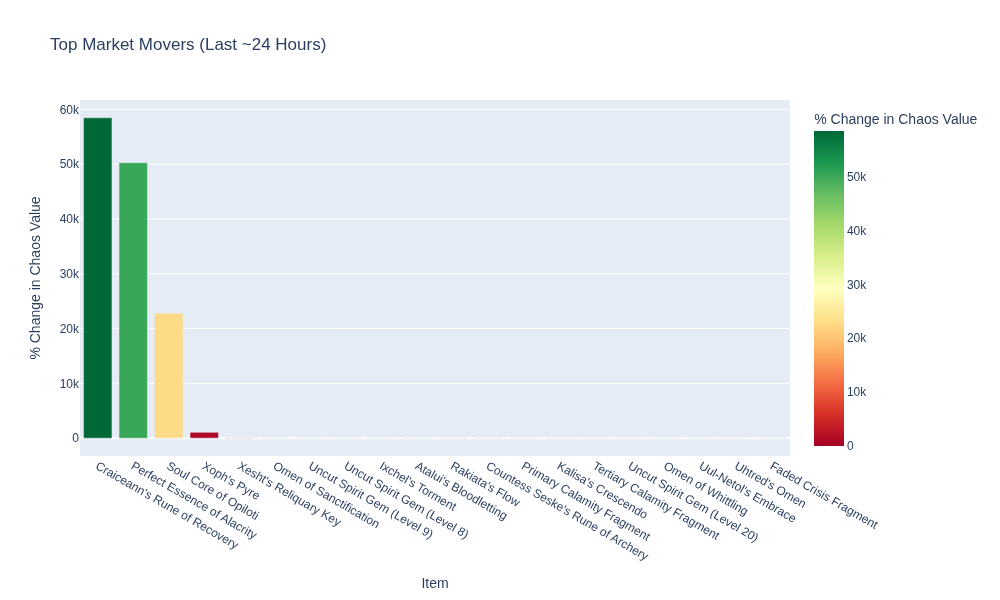 Top Market Movers (Last ~24 Hours)
% Change in Chaos Value
60k
50k
40k
30k
20k
10k
0
% Change in Chaos Value
50k
40k
30k
20k
10k
0
Craiceann's Rune of Recovery
Perfect Essence of Alacrity
Soul Core of Opiloti
Xoph's Pyre
Xesht's Reliquary Key
Omen of Sanctification
Uncut Spirit Gem (Level 9)
Uncut Spirit Gem (Level 8)
Ixchel's Torment
Atalui's Bloodletting
Rakiata's Flow
Countess Seske's Rune of Archery
Primary Calamity Fragment
Kalisa's Crescendo
Tertiary Calamity Fragment
Uncut Spirit Gem (Level 20)
Omen of Whittling
Uul-Netol's Embrace
Uhtred's Omen
Faded Crisis Fragment
Item